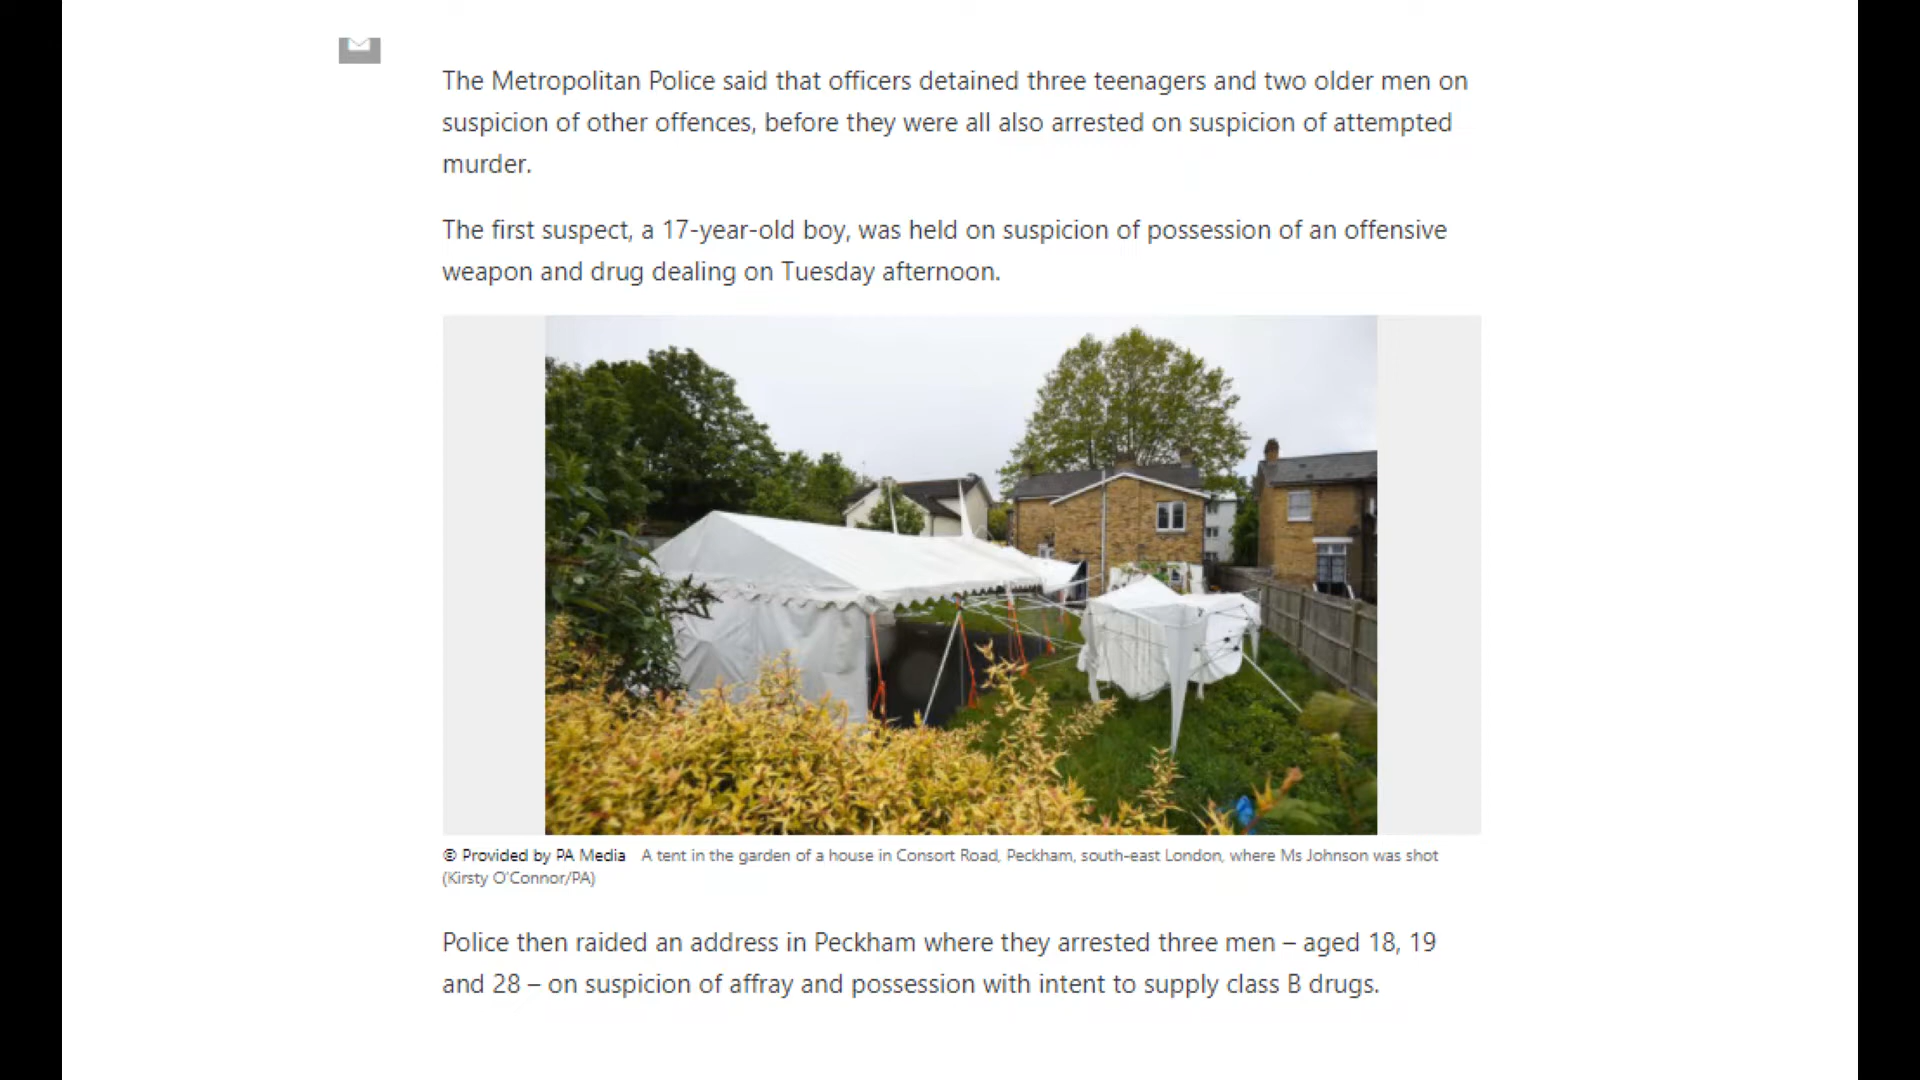 The Metropolitan Police said that officers detained three teenagers and two older men on
suspicion of other offences, before they were all also arrested on suspicion of attempted
murder.
The first suspect, a 17-year-old boy, was held on suspicion of possession of an offensive
weapon and drug dealing on Tuesday afternoon.
© Provided by PA Media A tent in the garden of a house in Consort Road, Peckham, south-east London, where Ms Johnson was shot
(Kirsty O'Connor/PA)
Police then raided an address in Peckham where they arrested three men – aged 18, 19
and 28 – on suspicion of affray and possession with intent to supply class B drugs.